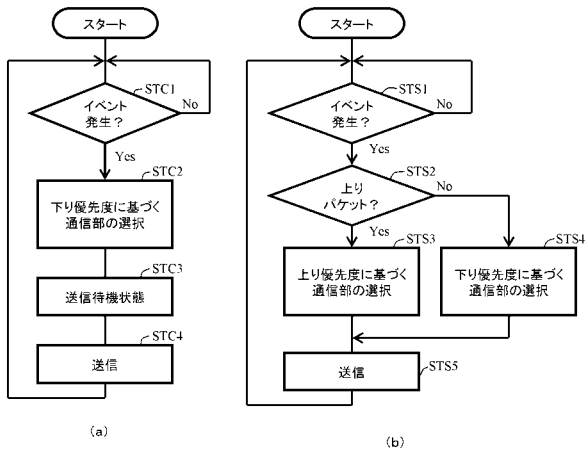 スタート
STC1
イベント
発生？
No
Yes
STC2
下り優先度に基づく
通信部の選択
STC3
送信待機状態
STC4
送信
(a)
スタート
STS1
イベント
発生？
No
Yes
STS2
上り
パケット？
No
Yes
STS3
上り優先度に基づく
通信部の選択
STS4
下り優先度に基づく
通信部の選択
送信
STS5
(b)